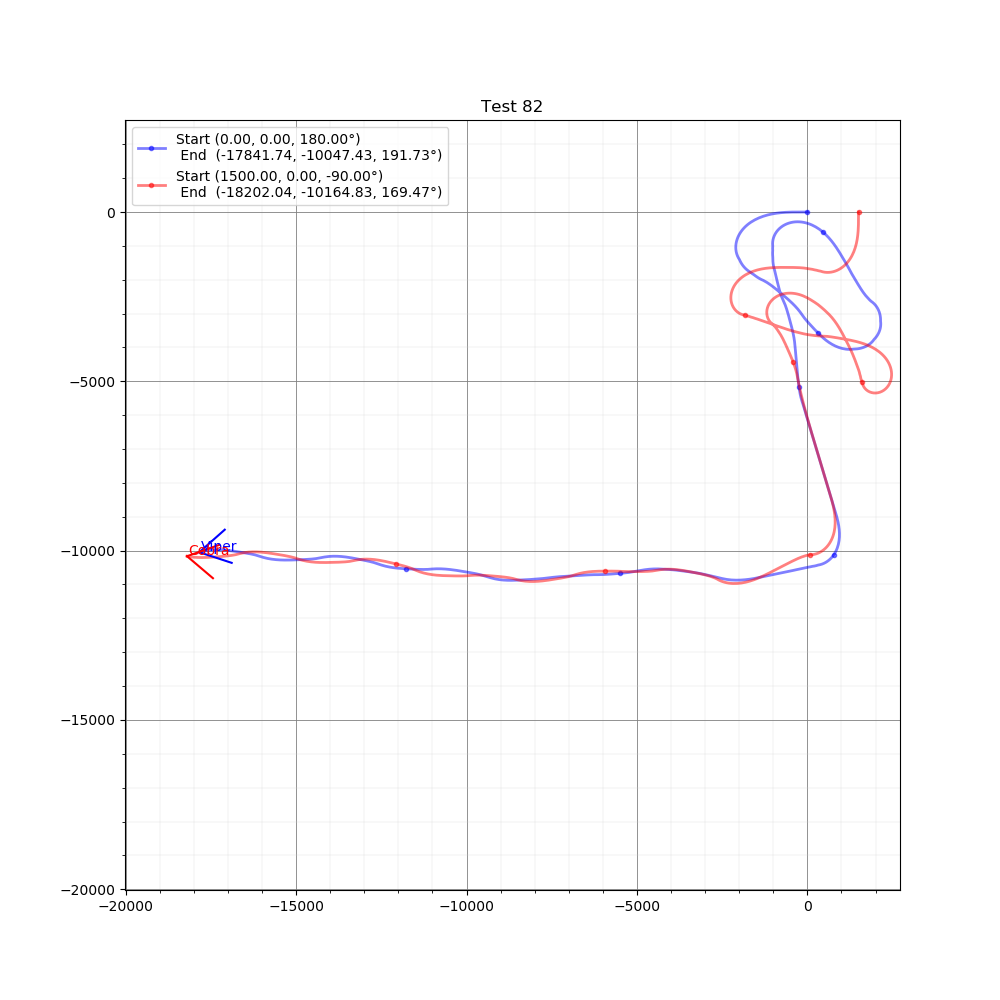 Test 82
Start (0.00, 0.00, 180.00°)
End (-17841.74, -10047.43, 191.73°)
Start (1500.00, 0.00, -90.00°)
End (-18202.04, -10164.83, 169.47°)
0
−5000
−10000
−15000
−20000
Viper
−20000
−15000
−10000
−5000
0